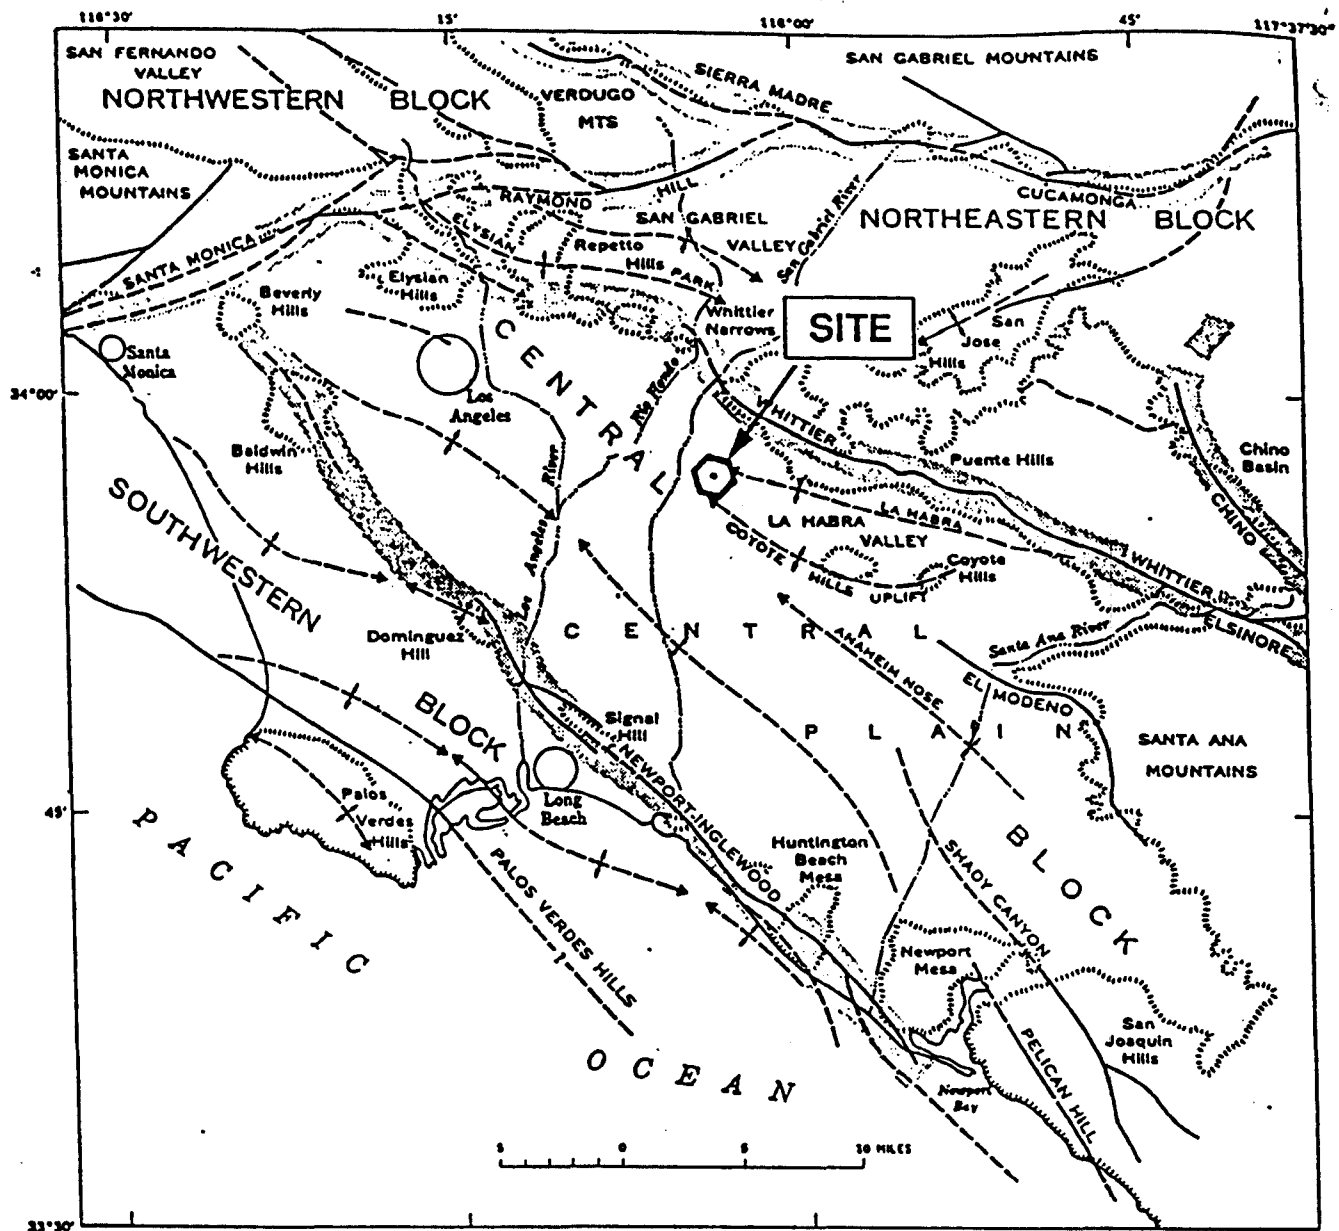 118°30'
15'
118°00'
45'
117°37'30"
SAN FERNANDO
VALLEY
NORTHWESTERN BLOCK
VERDUGO
MTS
SIERRA MADRE
SAN GABRIEL MOUNTAINS
SANTA
MONICA
MOUNTAINS
RAYMOND
HILL
CUCAMONGA
SAN GABRIEL
VALLEY
San Gabriel River
NORTHEASTERN BLOCK
SANTA MONICA
ELYSIAN
PARK
Repetto
Hills
Elysian
Hills
Beverly
Hills
Whittier
Narrows
SITE
San
Jose
Hills
Santa
Monica
Los
Angeles
CENTRAL
Rio Hondo
34°00'
WHITTIER
Baldwin
Hills
Puente Hills
Chino
Basin
CHINO
SOUTHWESTERN
Los Angeles River
LA HABRA
LA HABRA
VALLEY
COYOTE HILLS UPLIFT
Coyote
Hills
WHITTIER
ELSINORE
Dominguez
Hill
CENTRAL
ANAHEIM NOSE
Santa Ana River
EL MODENO
BLOCK
Signal
Hill
PLAIN
SANTA ANA
MOUNTAINS
NEWPORT-INGLEWOOD
45'
Palos
Verdes
Hills
Long
Beach
Huntington
Beach
Mesa
SHADY CANYON
BLOCK
PACIFIC
PALOS VERDES HILLS
?
Newport
Mesa
San
Joaquin
Hills
PELICAN HILL
OCEAN
Newport
Bay
5 0 5 10 MILES
33°30'